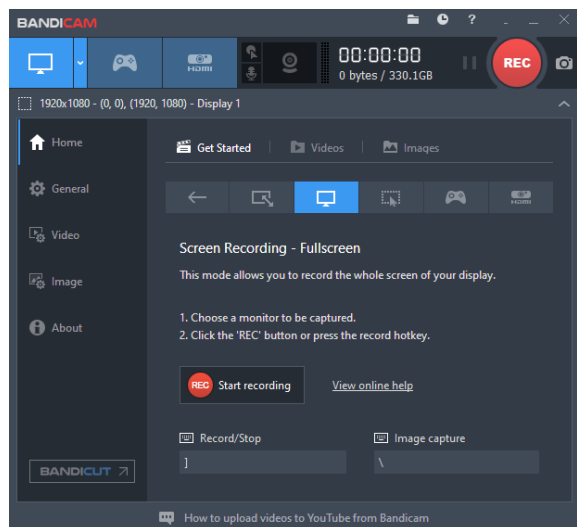 BANDICAM
?
HDMI
00:00:00
0 bytes / 330.1GB
REC
1920x1080 - (0, 0), (1920, 1080) - Display 1
Home
General
Video
Image
About
Get Started
Videos
Images
HDMI
Screen Recording - Fullscreen
This mode allows you to record the whole screen of your display.
1. Choose a monitor to be captured.
2. Click the 'REC' button or press the record hotkey.
REC Start recording
View online help
Record/Stop
Image capture
]
\
BANDICUT
How to upload videos to YouTube from Bandicam